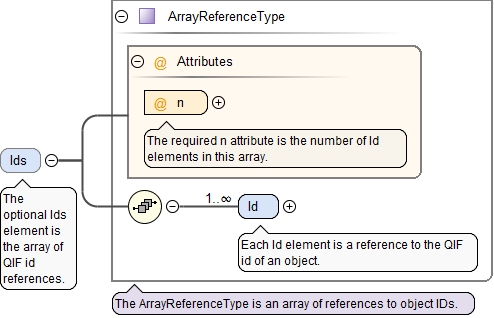 ArrayReferenceType
@ Attributes
@ n
The required n attribute is the number of Id
elements in this array.
Ids
The
optional Ids
element is
the array of
QIF id
references.
1..∞
Id
Each Id element is a reference to the QIF
id of an object.
The ArrayReferenceType is an array of references to object IDs.